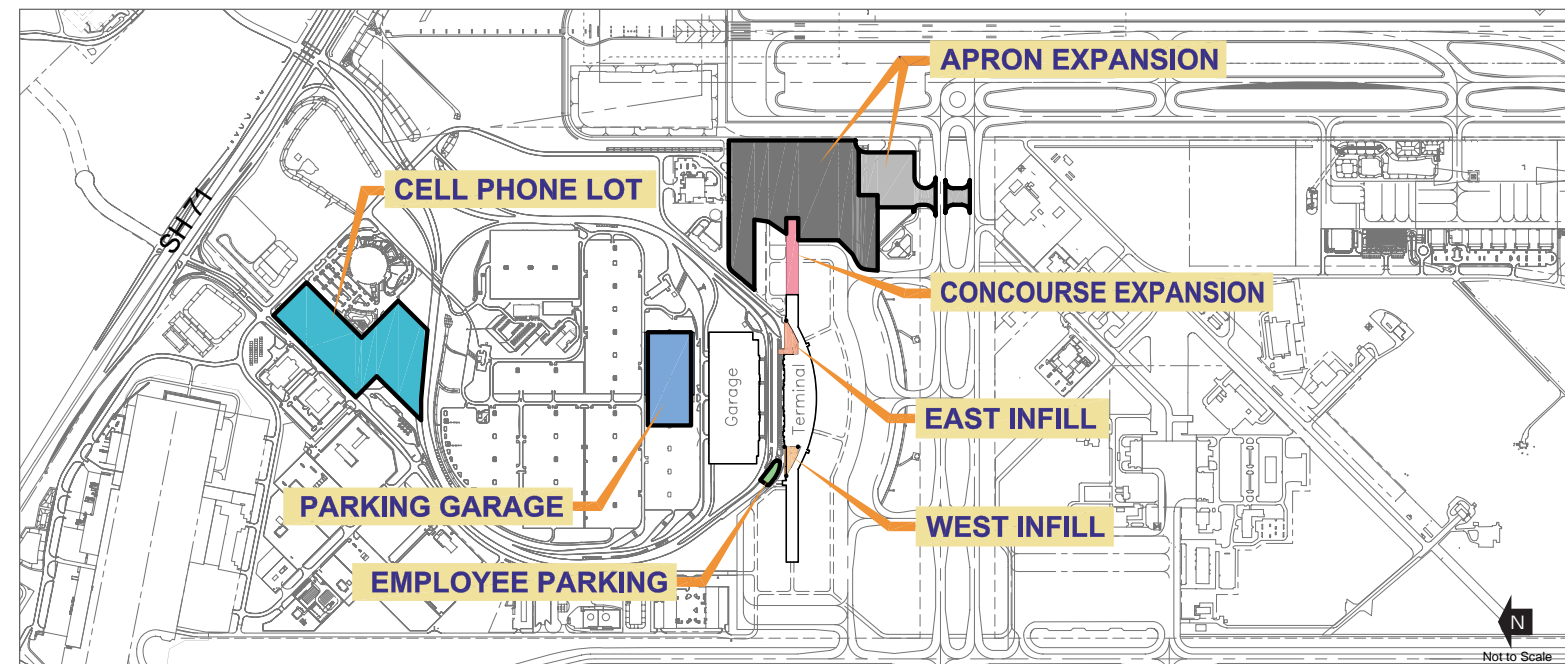 APRON EXPANSION
CELL PHONE LOT
SH 71
CONCOURSE EXPANSION
Garage
Terminal
EAST INFILL
PARKING GARAGE
WEST INFILL
EMPLOYEE PARKING
N
Not to Scale